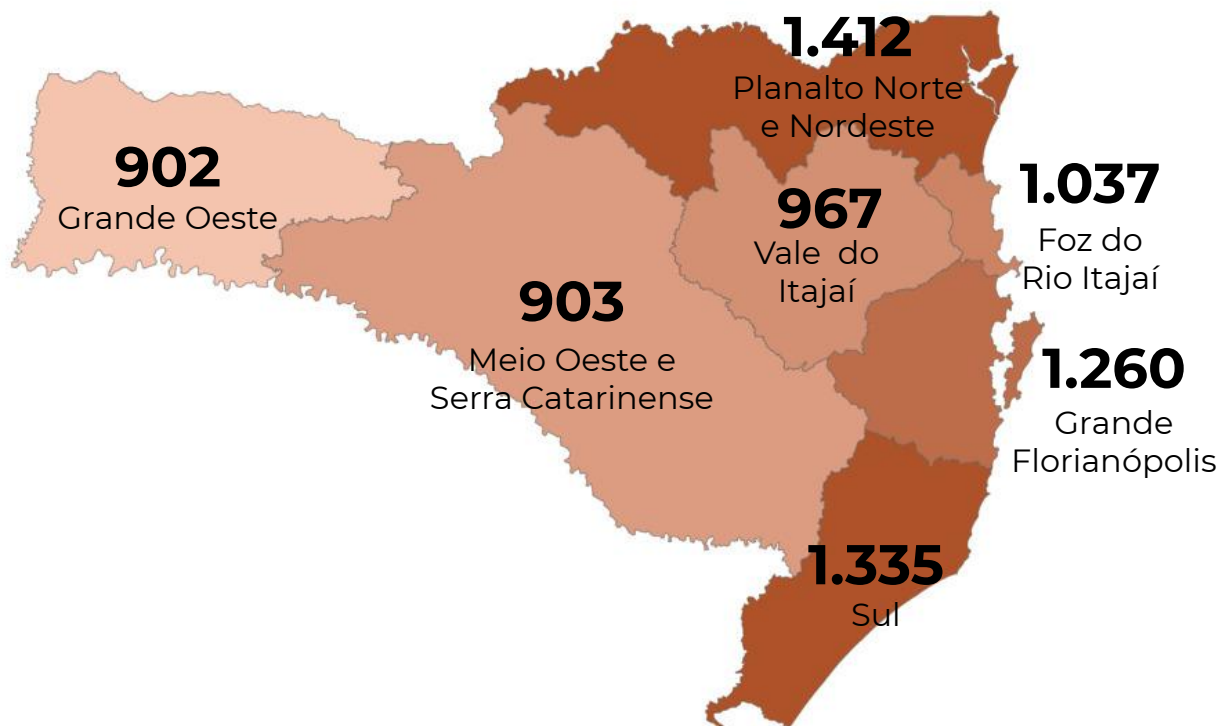 1.412
Planalto Norte
e Nordeste
902
Grande Oeste
967
Vale do
Itajaí
1.037
Foz do
Rio Itajaí
903
Meio Oeste e
Serra Catarinense
1.260
Grande
Florianópolis
1.335
Sul